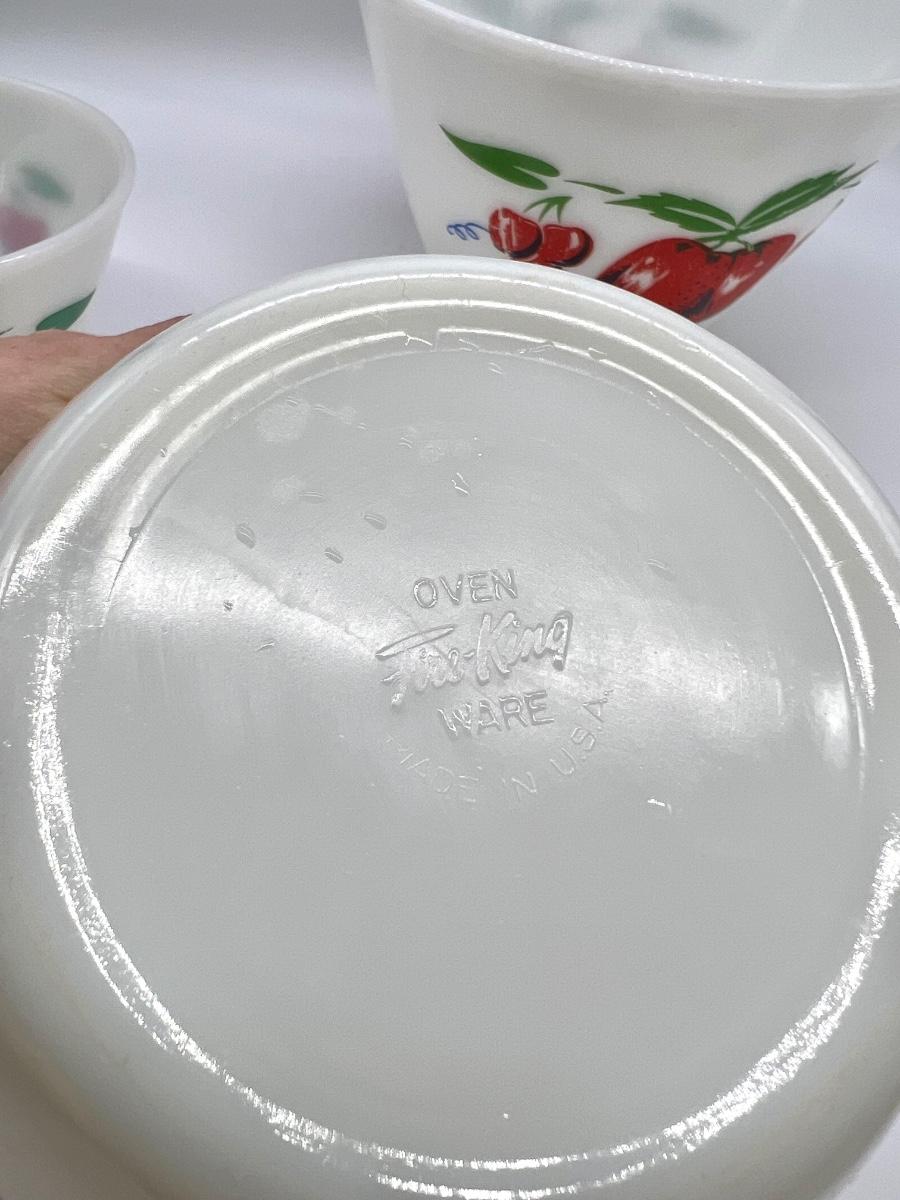 OVEN
Fire-King
WARE
MADE IN U.S.A.